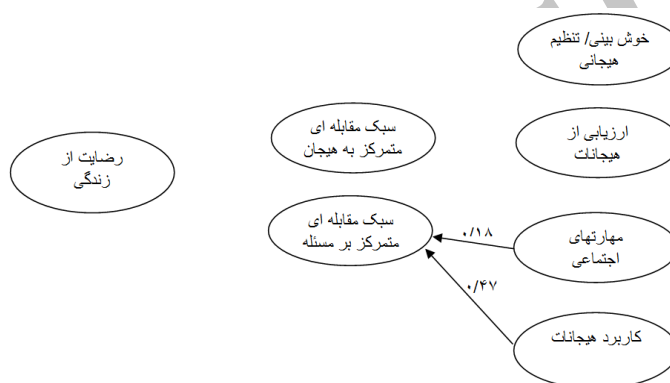 خوش بینی/ تنظیم
هیجانی
ارزیابی از
هیجانات
مهارتهای
اجتماعی
کاربرد هیجانات
۰/۱۸
۰/۴۷
سبک مقابله ای
متمرکز به هیجان
سبک مقابله ای
متمرکز بر مسئله
رضایت از
زندگی